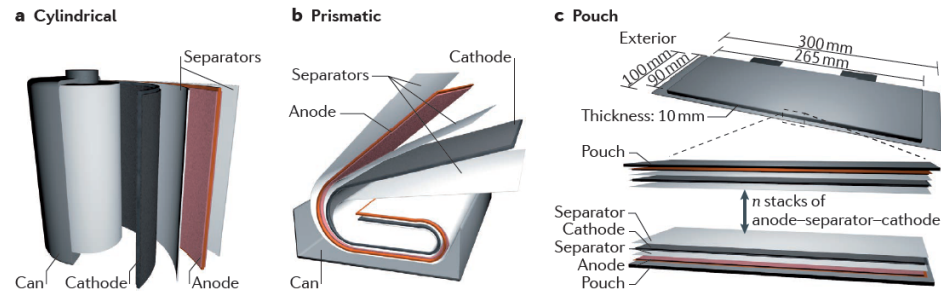 a Cylindrical
Separators
Can
Cathode
Anode
b Prismatic
Cathode
Separators
Anode
Can
c Pouch
Exterior
300 mm
265 mm
100 mm
90 mm
Thickness: 10 mm
Pouch
n stacks of
anode–separator–cathode
Separator
Cathode
Separator
Anode
Pouch